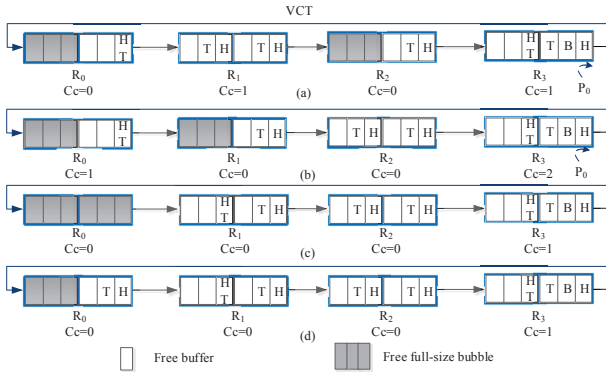 VCT
H
T H T H T H H T B H
T T
R0 R1 R2 R3
Cc=0 Cc=1 Cc=0 Cc=1 P0
(a)
H
T H T H T H H T B H
T T
R0 R1 R2 R3
Cc=1 Cc=0 Cc=0 Cc=2 P0
(b)
H T H T H T H H T B H
T T
R0 R1 R2 R3
Cc=0 Cc=0 Cc=0 Cc=1
(c)
T H H T H T H T H H T B H
T T
R0 R1 R2 R3
Cc=0 Cc=0 Cc=0 Cc=1
(d)
Free buffer Free full-size bubble